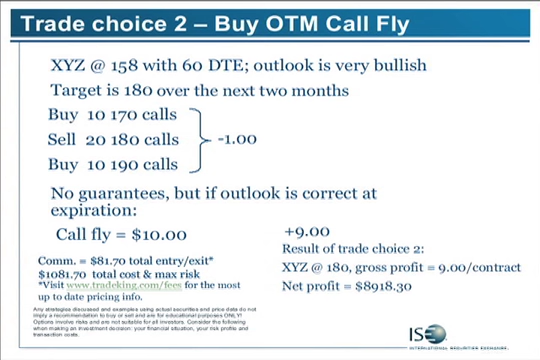 Trade choice 2 – Buy OTM Call Fly
XYZ @ 158 with 60 DTE; outlook is very bullish
Target is 180 over the next two months
Buy 10 170 calls
Sell 20 180 calls
-1.00
Buy 10 190 calls
No guarantees, but if outlook is correct at
expiration:
Call fly = $10.00
+9.00
Result of trade choice 2:
XYZ @ 180, gross profit = 9.00/contract
Net profit = $8918.30
Comm. = $81.70 total entry/exit*
$1081.70 total cost & max risk
*Visit www.tradeking.com/fees for the most
up to date pricing info.
Any strategies discussed and examples using actual securities and price data do not
imply a recommendation to buy or sell and are for educational purposes ONLY!
Options involve risks and are not suitable for all investors. Consider the following
when making an investment decision: your financial situation, your risk profile and
transaction costs.
ISE
INTERNATIONAL SECURITIES EXCHANGE.